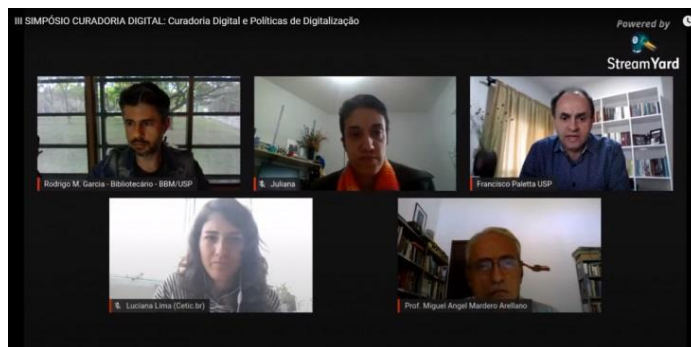 III SIMPÓSIO CURADORIA DIGITAL: Curadoria Digital e Políticas de Digitalização
Powered by
StreamYard
Rodrigo M. Garcia - Bibliotecário - BBM/USP
Juliana
Francisco Paletta USP
Luciana Lima (Cetic.br)
Prof. Miguel Angel Mardero Arellano